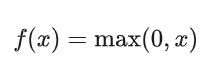 f(x) = max(0, x)